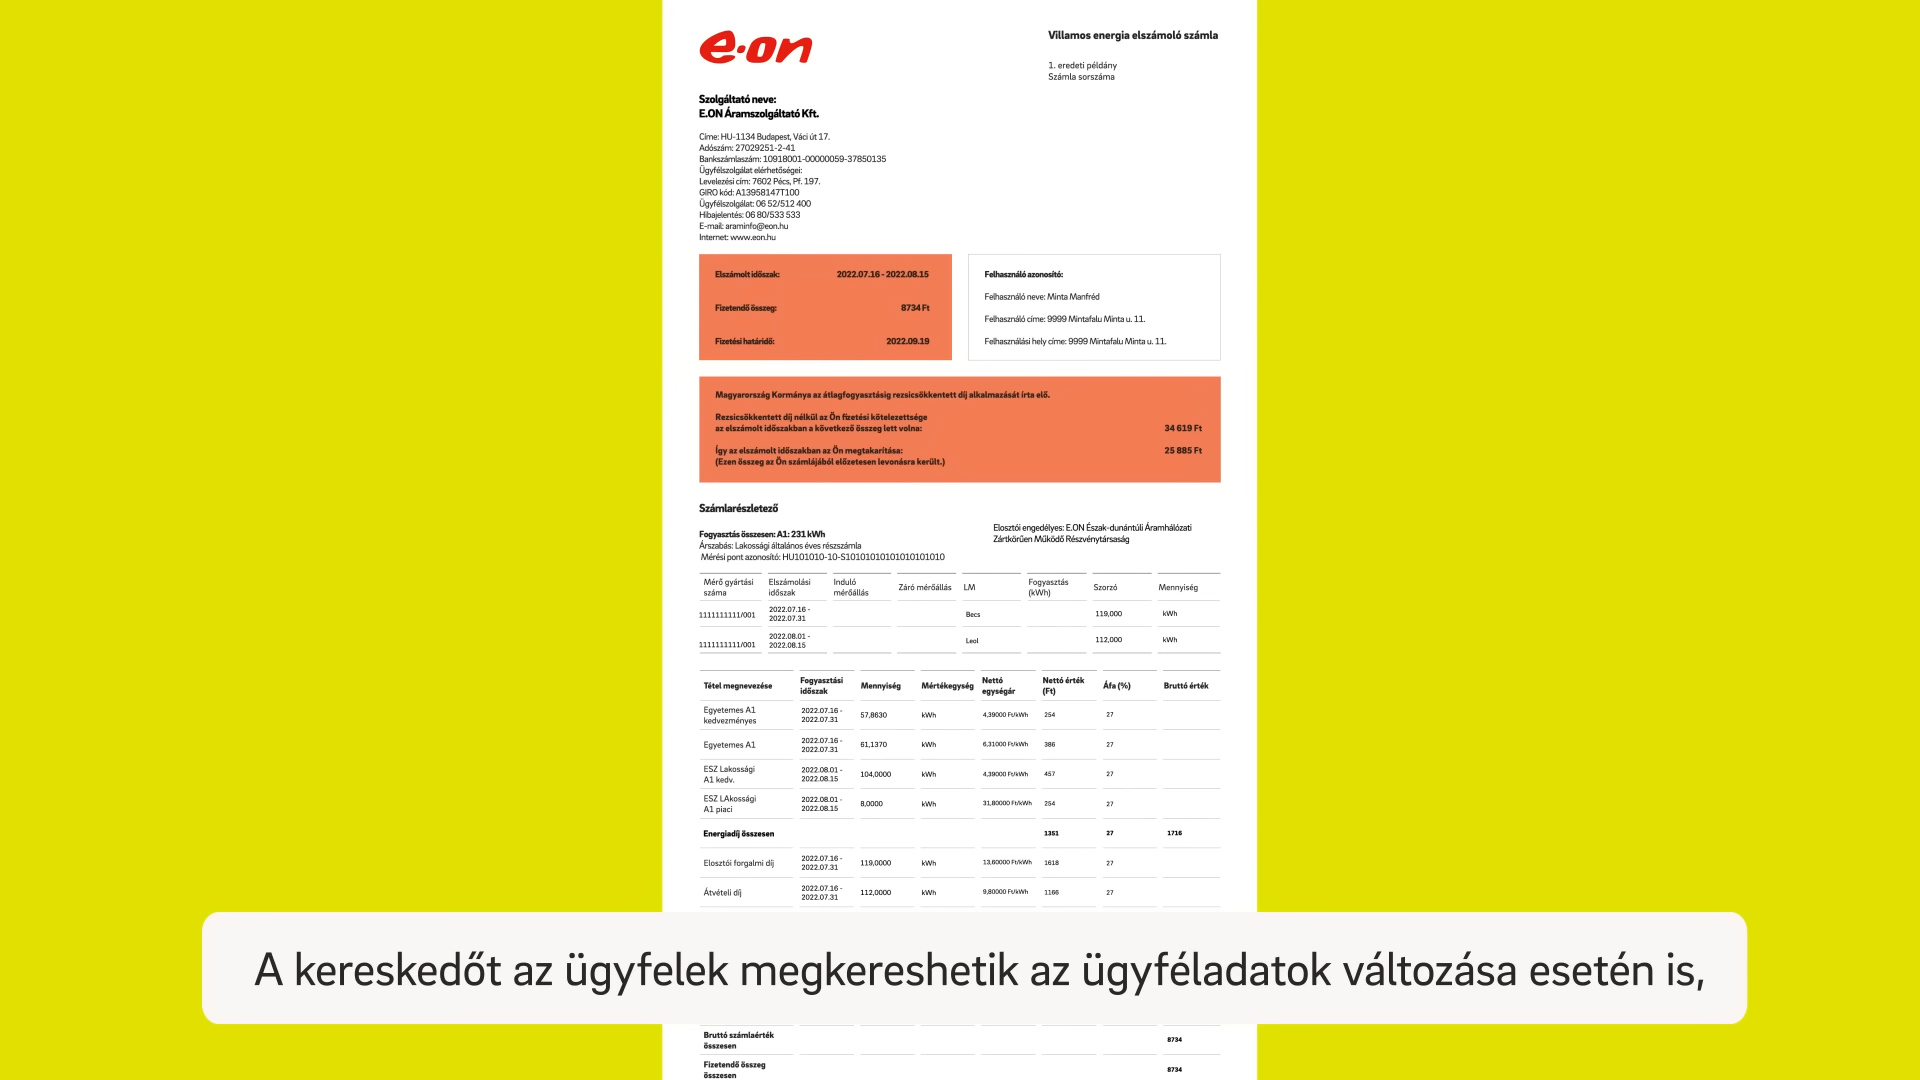 e·on
Villamos energia elszámoló számla
1. eredeti példány
Számla sorszáma
Szolgáltató neve:
E.ON Áramszolgáltató Kft.
Címe: HU-1134 Budapest, Váci út 17.
Adószám: 27029251-2-41
Bankszámlaszám: 10918001-00000059-37850135
Ügyfélszolgálat elérhetőségei:
Levelezési cím: 7602 Pécs, Pf. 197.
GIRO kód: A13958147T100
Ügyfélszolgálat: 06 52/512 400
Hibajelentés: 06 80/533 533
E-mail: araminfo@eon.hu
Internet: www.eon.hu
Elszámolt időszak: 2022.07.16 - 2022.08.15
Fizetendő összeg: 8734 Ft
Fizetési határidő: 2022.09.19
Felhasználó azonosító:
Felhasználó neve: Minta Manfréd
Felhasználó címe: 9999 Mintafalu Minta u. 11.
Felhasználási hely címe: 9999 Mintafalu Minta u. 11.
Magyarország Kormánya az átlagfogyasztásig rezsicsökkentett díj alkalmazását írta elő.
Rezsicsökkentett díj nélkül az Ön fizetési kötelezettsége
az elszámolt időszakban a következő összeg lett volna: 34 619 Ft
Így az elszámolt időszakban az Ön megtakarítása: 25 885 Ft
(Ezen összeg az Ön számlájából előzetesen levonásra került.)
Számlarészletező
Fogyasztás összesen: A1: 231 kWh
Árszabás: Lakossági általános éves részszámla
Mérési pont azonosító: HU101010-10-S10101010101010101010
Elosztói engedélyes: E.ON Észak-dunántúli Áramhálózati
Zártkörűen Működő Részvénytársaság
Mérő gyártási száma Elszámolási időszak Induló mérőállás Záró mérőállás LM Fogyasztás (kWh) Szorzó Mennyiség
1111111111/001 2022.07.16 - 2022.07.31 Becs 119,000 kWh
1111111111/001 2022.08.01 - 2022.08.15 Leol 112,000 kWh
Tétel megnevezése Fogyasztási időszak Mennyiség Mértékegység Nettó egységár Nettó érték (Ft) Áfa (%) Bruttó érték
Egyetemes A1 kedvezményes 2022.07.16 - 2022.07.31 57,8630 kWh 4,39000 Ft/kWh 254 27
Egyetemes A1 2022.07.16 - 2022.07.31 61,1370 kWh 6,31000 Ft/kWh 386 27
ESZ Lakossági A1 kedv. 2022.08.01 - 2022.08.15 104,0000 kWh 4,39000 Ft/kWh 457 27
ESZ LAkossági A1 piaci 2022.08.01 - 2022.08.15 8,0000 kWh 31,80000 Ft/kWh 254 27
Energiadíj összesen 1351 27 1716
Elosztói forgalmi díj 2022.07.16 - 2022.07.31 119,0000 kWh 13,60000 Ft/kWh 1618 27
Átvételi díj 2022.07.16 - 2022.07.31 112,0000 kWh 9,80000 Ft/kWh 1166 27
A kereskedőt az ügyfelek megkereshetik az ügyféladatok változása esetén is,
Bruttó számlaérték összesen 8734
Fizetendő összeg összesen 8734